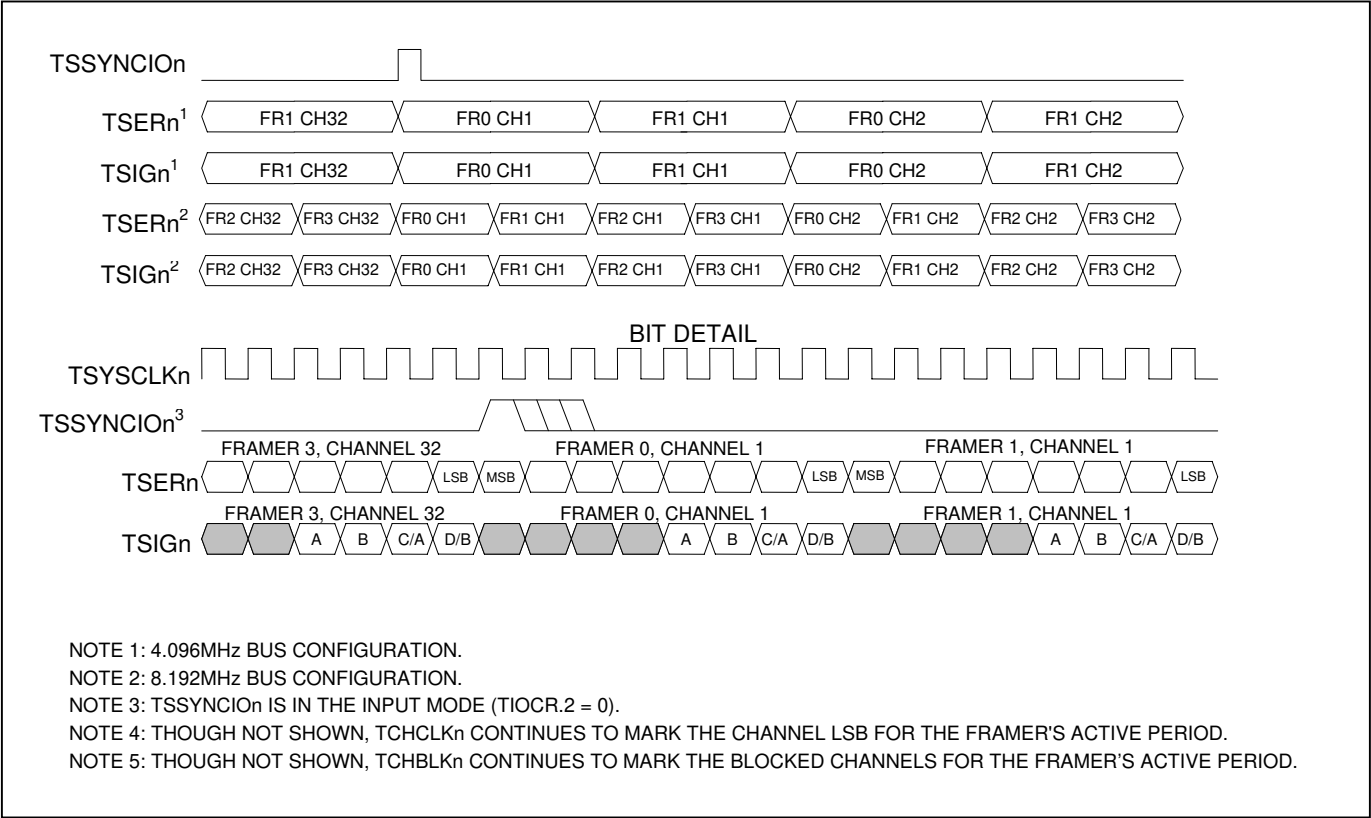 TSSYNCIOn
TSERn1 FR1 CH32 FR0 CH1 FR1 CH1 FR0 CH2 FR1 CH2
TSIGn1 FR1 CH32 FR0 CH1 FR1 CH1 FR0 CH2 FR1 CH2
TSERn2 FR2 CH32 FR3 CH32 FR0 CH1 FR1 CH1 FR2 CH1 FR3 CH1 FR0 CH2 FR1 CH2 FR2 CH2 FR3 CH2
TSIGn2 FR2 CH32 FR3 CH32 FR0 CH1 FR1 CH1 FR2 CH1 FR3 CH1 FR0 CH2 FR1 CH2 FR2 CH2 FR3 CH2
BIT DETAIL
TSYSCLKn
TSSYNCIOn3
FRAMER 3, CHANNEL 32 FRAMER 0, CHANNEL 1 FRAMER 1, CHANNEL 1
TSERn LSB MSB LSB MSB LSB
FRAMER 3, CHANNEL 32 FRAMER 0, CHANNEL 1 FRAMER 1, CHANNEL 1
TSIGn A B C/A D/B A B C/A D/B A B C/A D/B
NOTE 1: 4.096MHz BUS CONFIGURATION.
NOTE 2: 8.192MHz BUS CONFIGURATION.
NOTE 3: TSSYNCIOn IS IN THE INPUT MODE (TIOCR.2 = 0).
NOTE 4: THOUGH NOT SHOWN, TCHCLKn CONTINUES TO MARK THE CHANNEL LSB FOR THE FRAMER'S ACTIVE PERIOD.
NOTE 5: THOUGH NOT SHOWN, TCHBLKn CONTINUES TO MARK THE BLOCKED CHANNELS FOR THE FRAMER'S ACTIVE PERIOD.